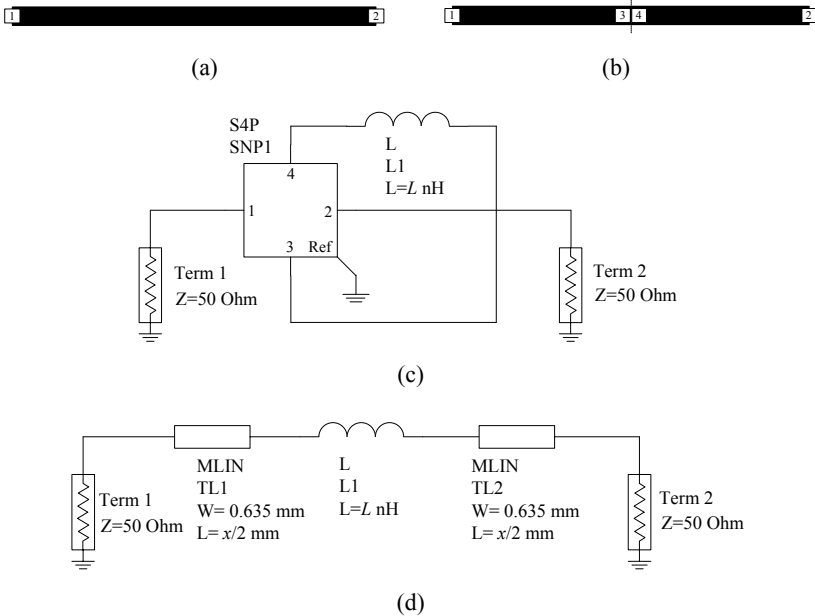 1 2
1 3 4 2
(a) (b)
S4P
SNP1
L
L1
L=L nH
4
1 2
3 Ref
Term 1
Z=50 Ohm
Term 2
Z=50 Ohm
(c)
MLIN
TL1
W= 0.635 mm
L= x/2 mm
L
L1
L=L nH
MLIN
TL2
W= 0.635 mm
L= x/2 mm
Term 1
Z=50 Ohm
Term 2
Z=50 Ohm
(d)